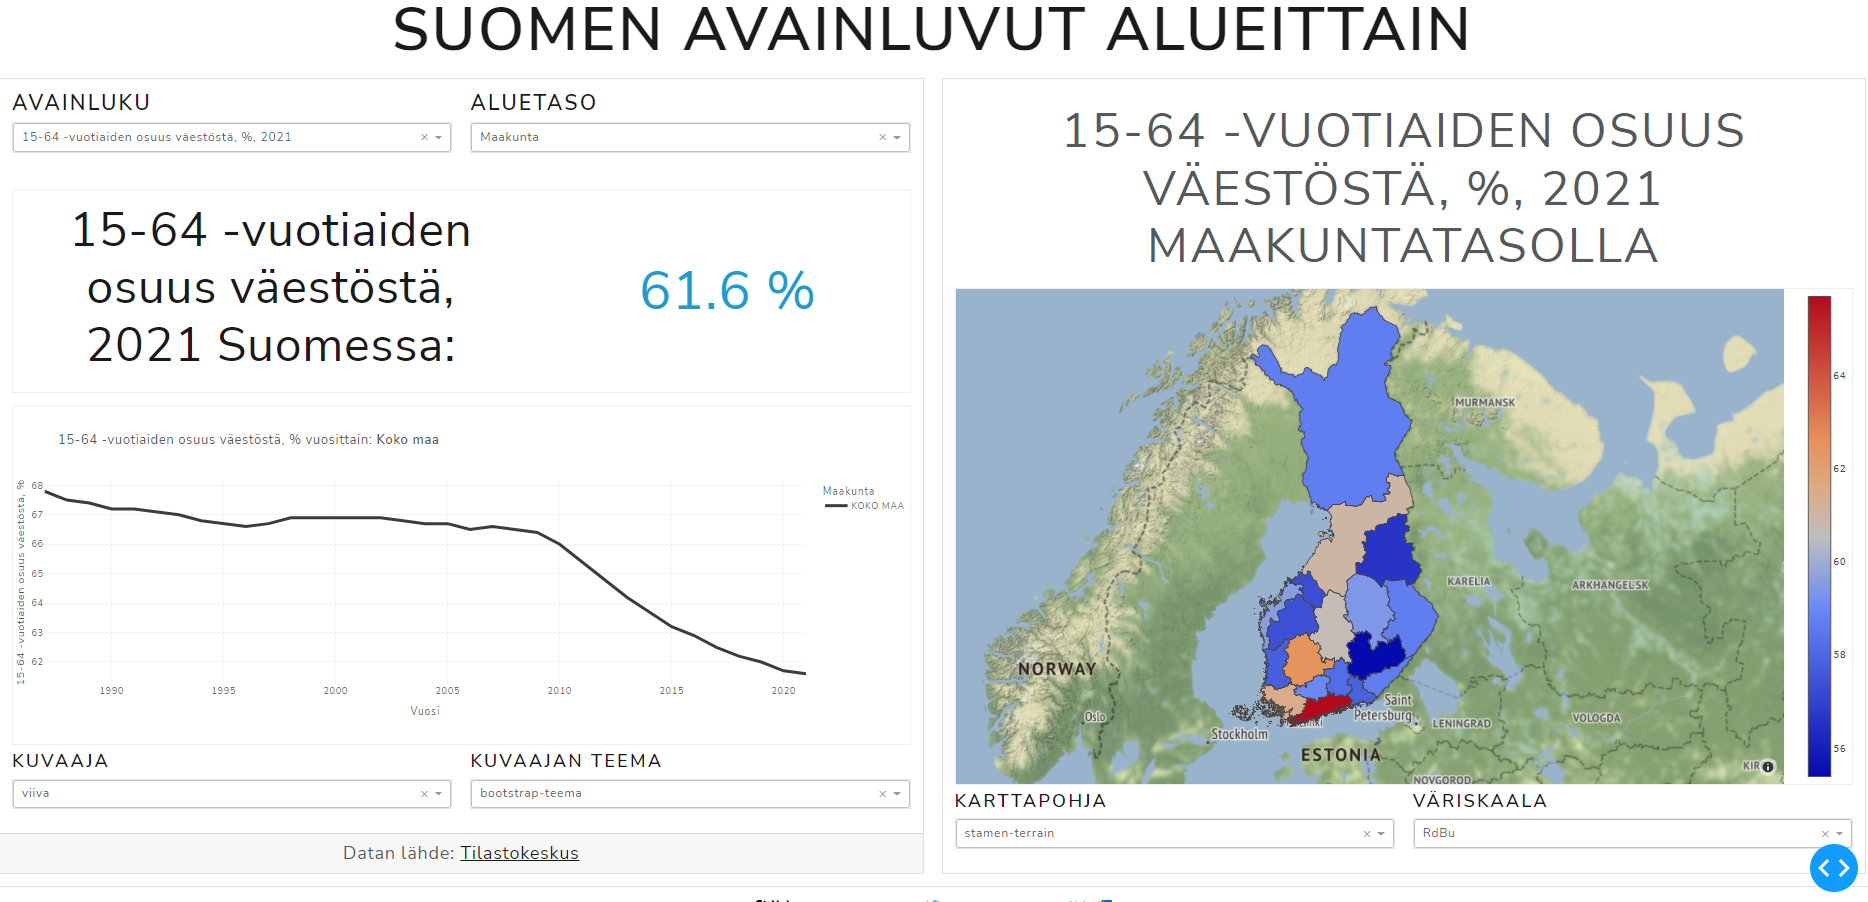 SUOMEN AVAINLUVUT ALUEITTAIN
AVAINLUKU
ALUETASO
15-64 -vuotiaiden osuus väestöstä, %, 2021
Maakunta
15-64 -vuotiaiden
osuus väestöstä,
2021 Suomessa:
61.6 %
15-64 -vuotiaiden osuus väestöstä, % vuosittain: Koko maa
15-64 -vuotiaiden osuus väestöstä, %
68
67
66
65
64
63
62
1990
1995
2000
2005
2010
2015
2020
Vuosi
Maakunta
KOKO MAA
KUVAAJA
KUVAAJAN TEEMA
viiva
bootstrap-teema
Datan lähde: Tilastokeskus
15-64 -VUOTIAIDEN OSUUS
VÄESTÖSTÄ, %, 2021
MAAKUNTATASOLLA
MURMANSK
KARELIA
ARKHANGELSK
NORWAY
Oslo
Stockholm
Saint
Petersburg
LENINGRAD
VOLOGDA
ESTONIA
NOVGOROD
64
62
60
58
56
KARTTAPOHJA
VÄRISKAALA
stamen-terrain
RdBu